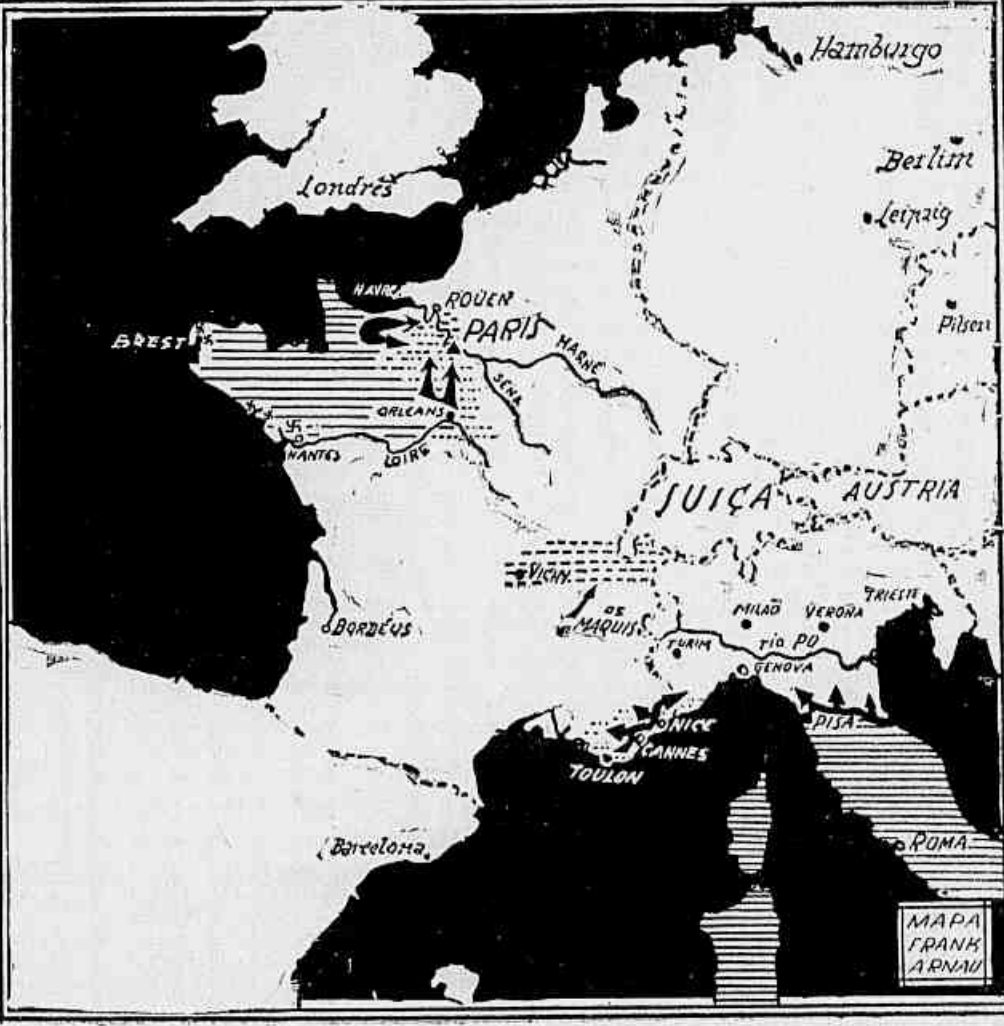 Hamburgo
Berlim
Londres
Leipzig
HAVRE
ROUEN
Pilsen
PARIS
BREST
MARNE
SENA
ORLEANS
NANTES
LOIRE
SUIÇA
AUSTRIA
VICHY
TRIESTE
OS
MAQUIS
MILAO
VERONA
BORDÉUS
TURIM
rio PO
GENOVA
NICE
PISA
CANNES
TOULON
Barcelona
ROMA
MAPA
FRANK
ARNAU